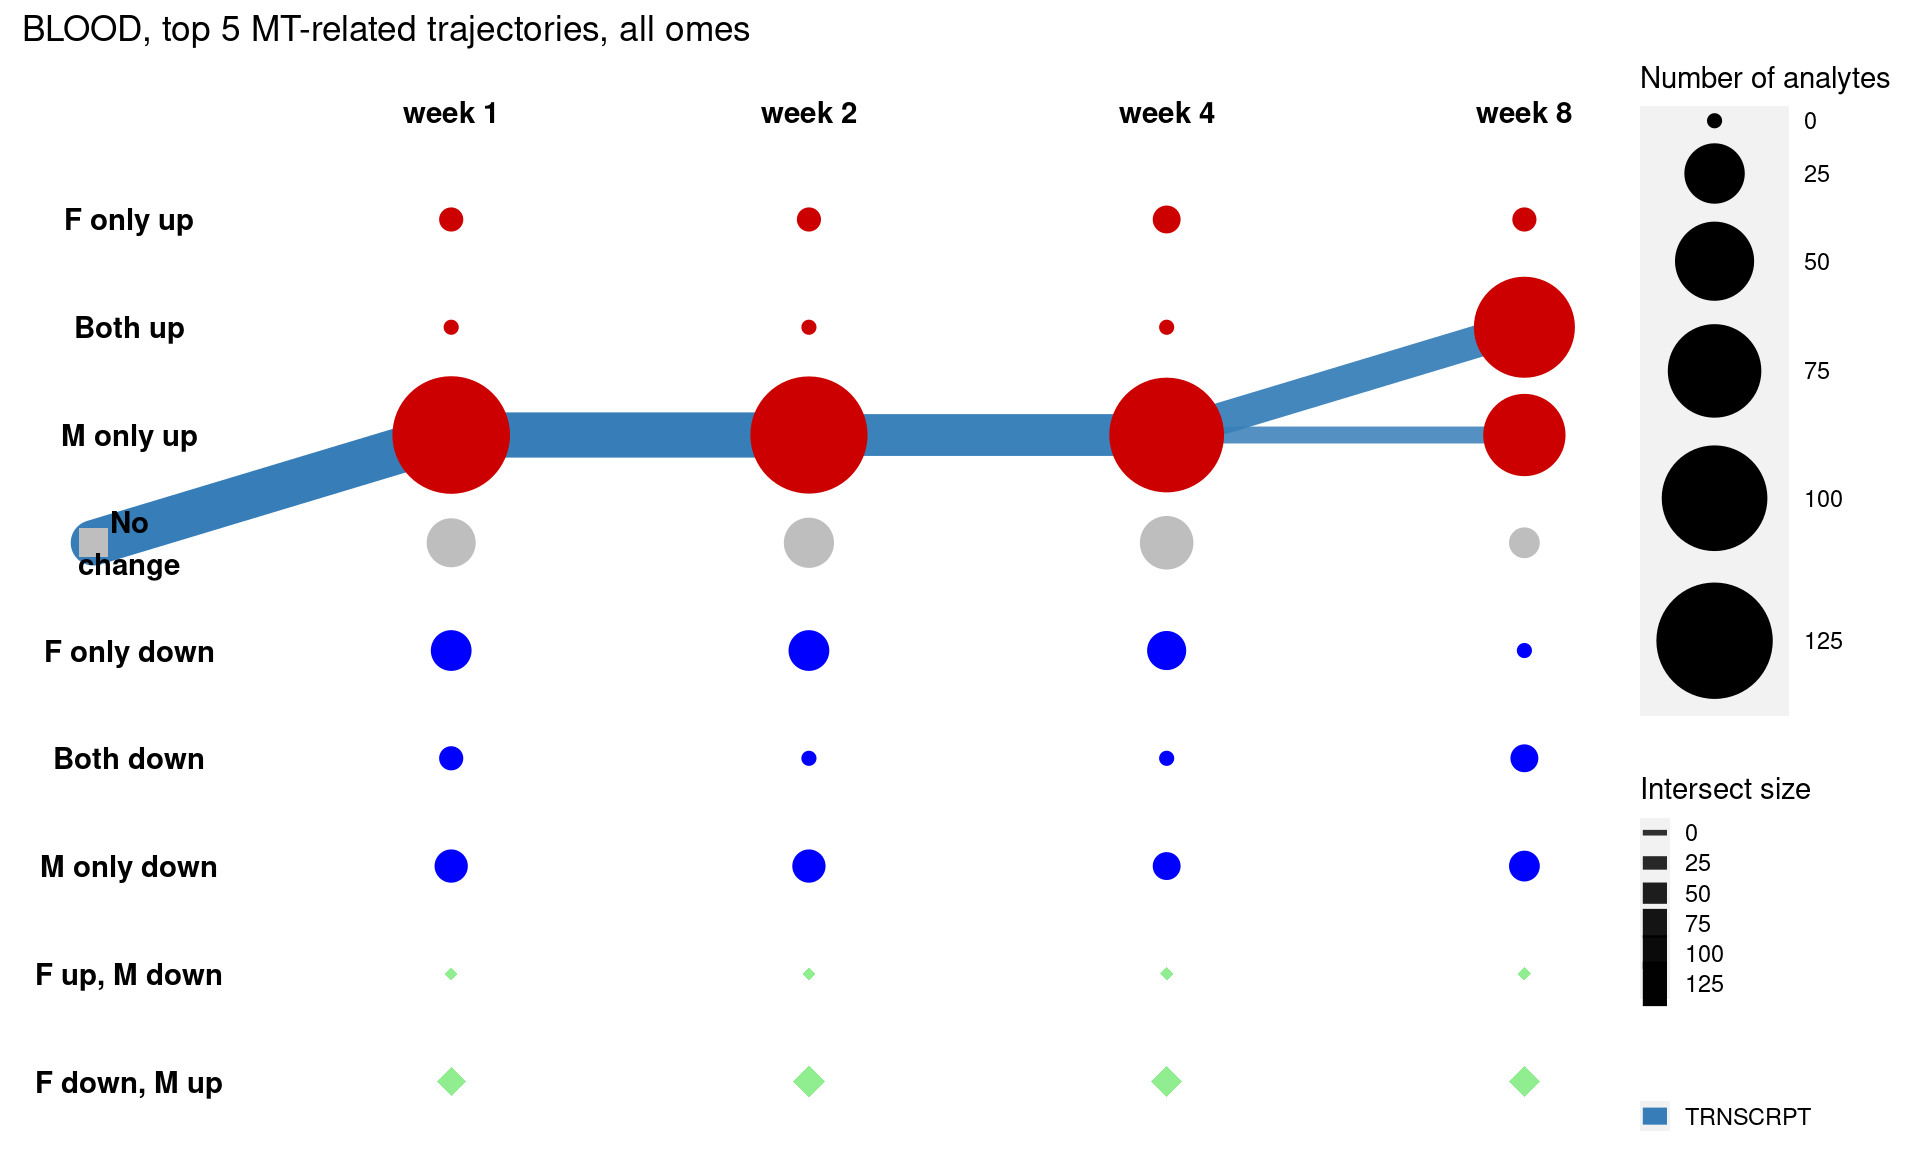 BLOOD, top 5 MT-related trajectories, all omes
week 1
week 2
week 4
week 8
F only up
Both up
M only up
No
change
F only down
Both down
M only down
F up, M down
F down, M up
Number of analytes
0
25
50
75
100
125
Intersect size
0
25
50
75
100
125
TRNSCRPT